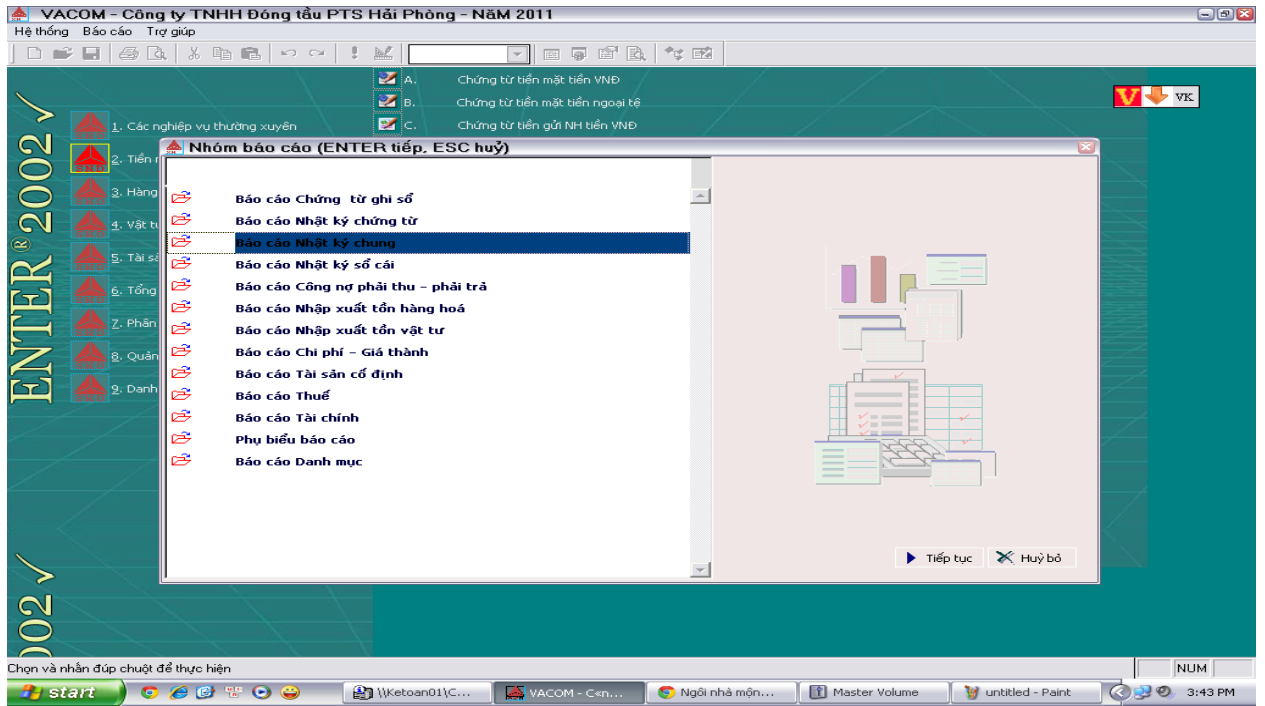 VACOM - Công ty TNHH Đóng tầu PTS Hải Phòng - NăM 2011
Hệ thống Báo cáo Trợ giúp
A. Chứng từ tiền mặt tiền VNĐ
B. Chứng từ tiền mặt tiền ngoại tệ
V VK
1. Các nghiệp vụ thường xuyên
C. Chứng từ tiền gửi NH tiền VNĐ
Nhóm báo cáo (ENTER tiếp, ESC huỷ)
2. Tiền
3. Hàng
4. Vật tư
5. Tài sả
6. Tổng
7. Phân
8. Quản
9. Danh
Báo cáo Chứng từ ghi sổ
Báo cáo Nhật ký chứng từ
Báo cáo Nhật ký chung
Báo cáo Nhật ký sổ cái
Báo cáo Công nợ phải thu - phải trả
Báo cáo Nhập xuất tồn hàng hoá
Báo cáo Nhập xuất tồn vật tư
Báo cáo Chi phí - Giá thành
Báo cáo Tài sản cố định
Báo cáo Thuế
Báo cáo Tài chính
Phụ biểu báo cáo
Báo cáo Danh mục
Tiếp tục Huỷ bỏ
ENTER®2002 √
002 √
Chọn và nhấn đúp chuột để thực hiện NUM
start \\Ketoan01\C... VACOM - C«n... Ngôi nhà mộn... Master Volume untitled - Paint 3:43 PM